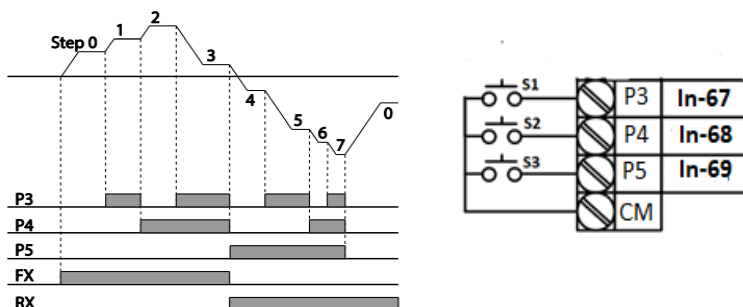 Step 0
1
2
3
4
5
6
7
0
P3
P4
P5
FX
RX
S1
P3 In-67
S2
P4 In-68
S3
P5 In-69
CM